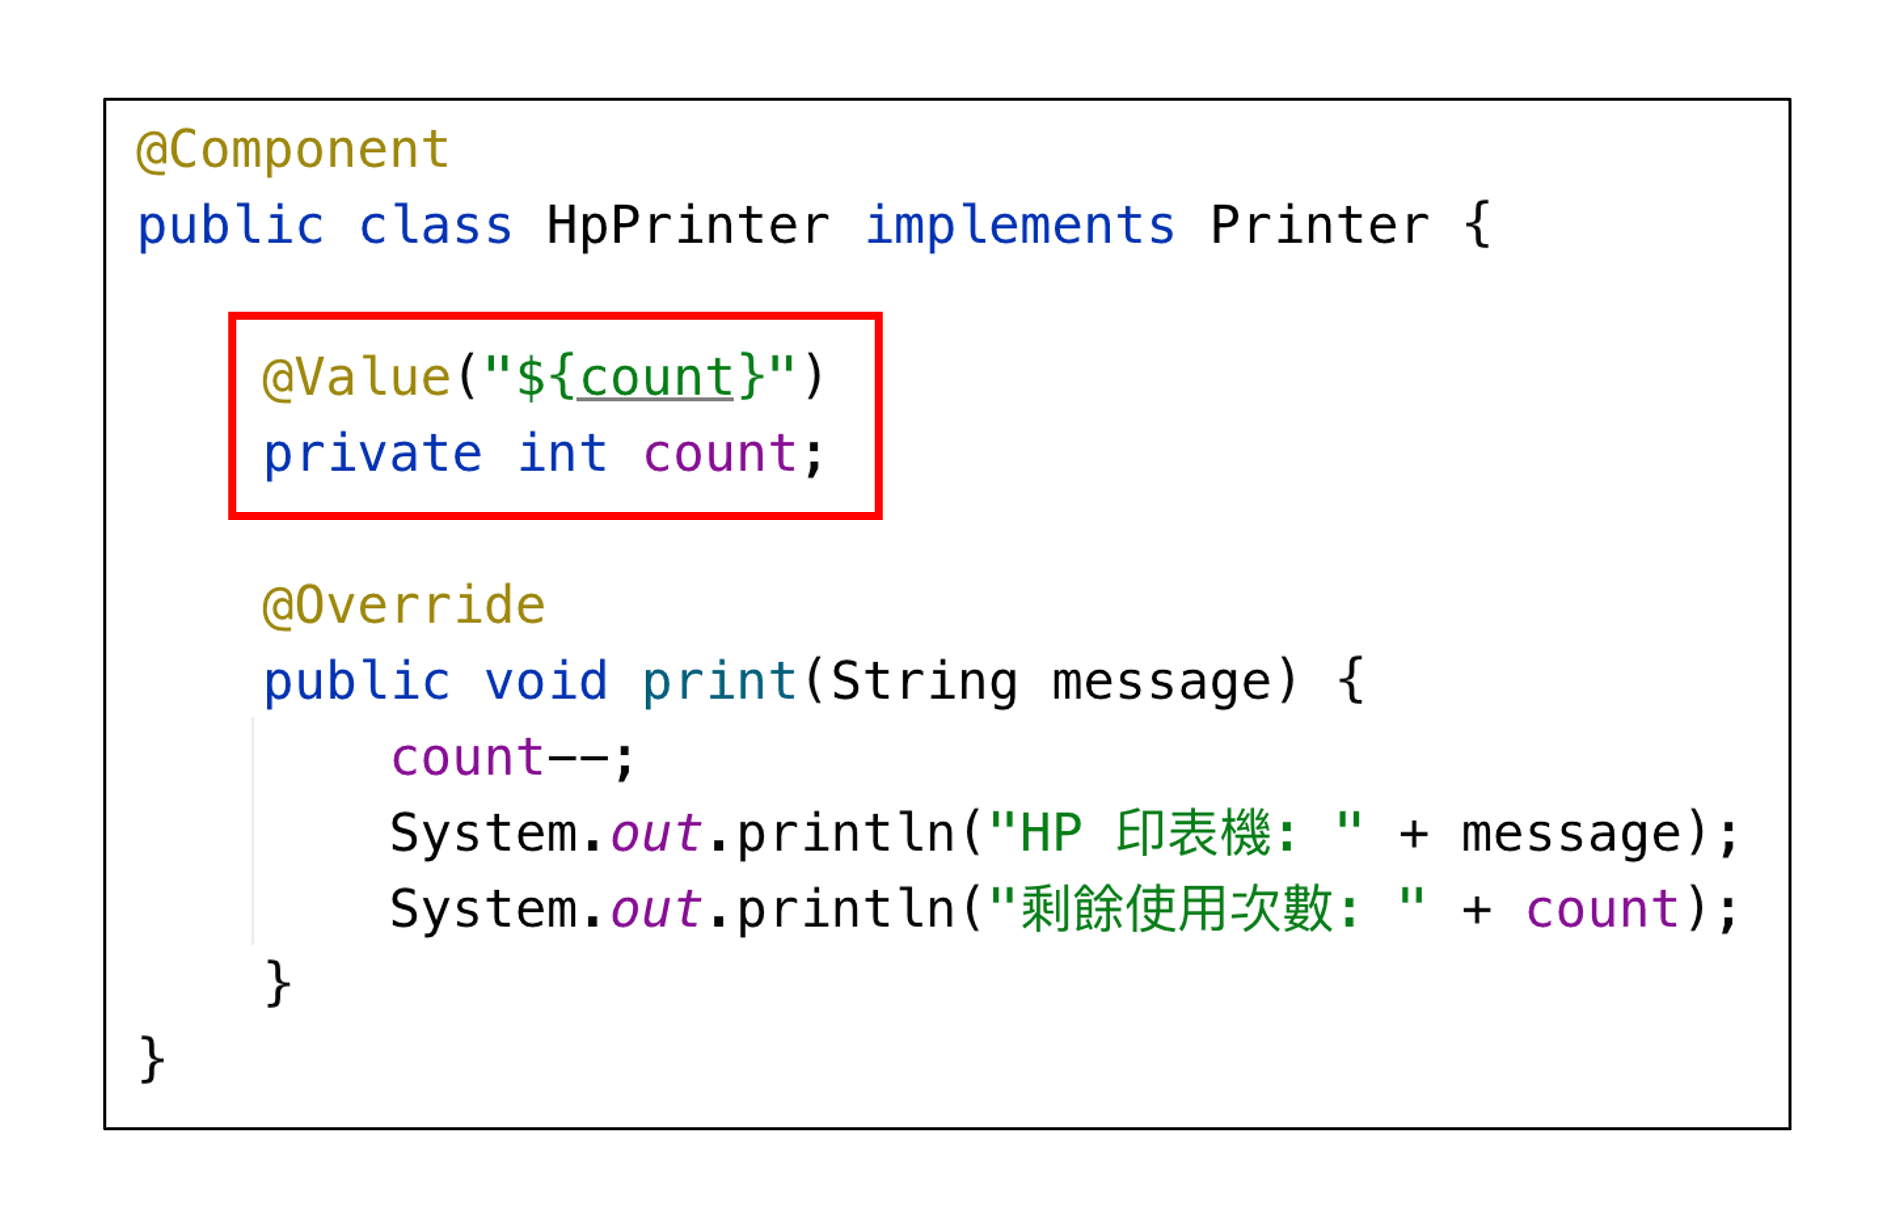 @Component
public class HpPrinter implements Printer {
@Value("${count}")
private int count;
@Override
public void print(String message) {
count--;
System.out.println("HP 印表機: " + message);
System.out.println("剩餘使用次數: " + count);
}
}